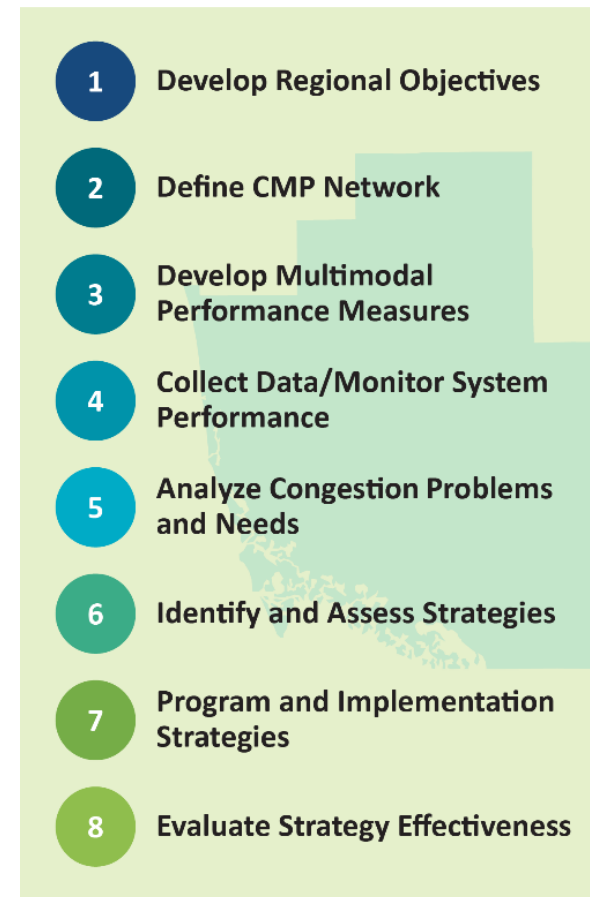 1 Develop Regional Objectives
2 Define CMP Network
3 Develop Multimodal
Performance Measures
4 Collect Data/Monitor System
Performance
5 Analyze Congestion Problems
and Needs
6 Identify and Assess Strategies
7 Program and Implementation
Strategies
8 Evaluate Strategy Effectiveness